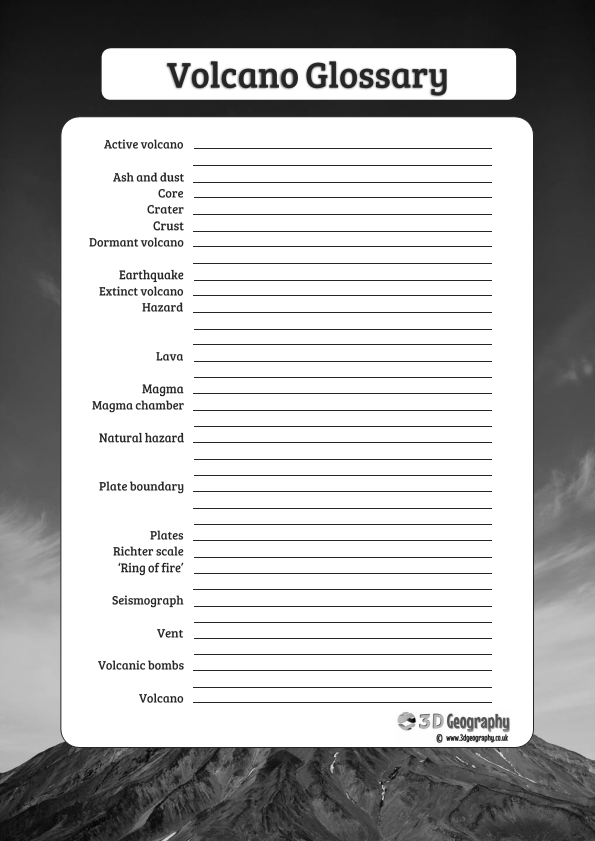 Volcano Glossary
Active volcano
Ash and dust
Core
Crater
Crust
Dormant volcano
Earthquake
Extinct volcano
Hazard
Lava
Magma
Magma chamber
Natural hazard
Plate boundary
Plates
Richter scale
‘Ring of fire’
Seismograph
Vent
Volcanic bombs
Volcano
3D Geography
© www.3dgeography.co.uk